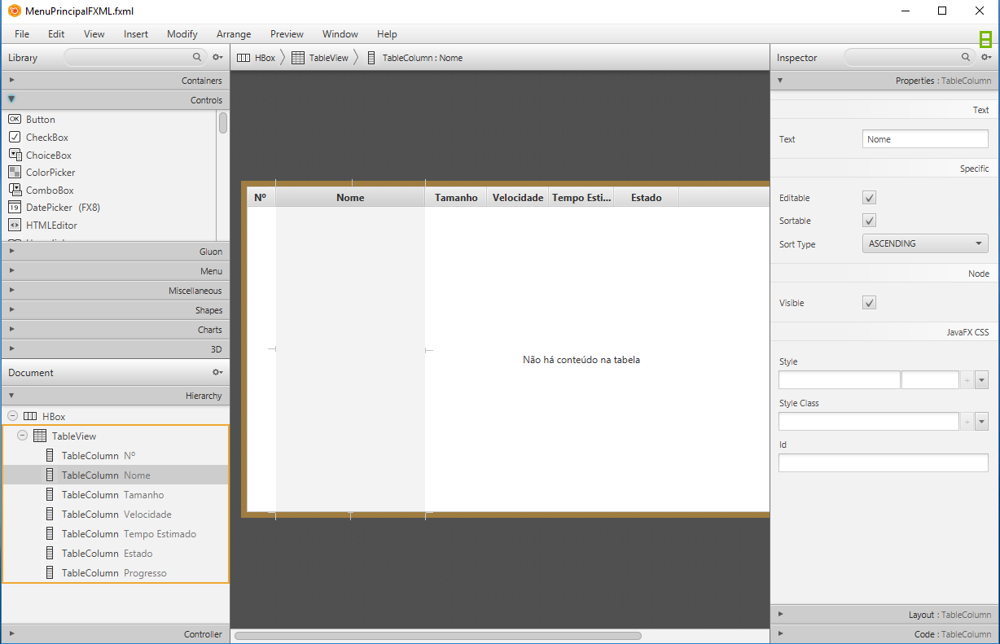 MenuPrincipalFXML.fxml
File Edit View Insert Modify Arrange Preview Window Help
Library
Containers
Controls
OK Button
CheckBox
ChoiceBox
ColorPicker
ComboBox
19 DatePicker (FX8)
HTMLEditor
Gluon
Menu
Miscellaneous
Shapes
Charts
3D
Document
Hierarchy
HBox
TableView
TableColumn Nº
TableColumn Nome
TableColumn Tamanho
TableColumn Velocidade
TableColumn Tempo Estimado
TableColumn Estado
TableColumn Progresso
Controller
HBox TableView TableColumn : Nome
Nº Nome Tamanho Velocidade Tempo Esti... Estado
Não há conteúdo na tabela
Inspector
Properties : TableColumn
Text
Text Nome
Specific
Editable
Sortable
Sort Type ASCENDING
Node
Visible
JavaFX CSS
Style
Style Class
Id
Layout : TableColumn
Code : TableColumn